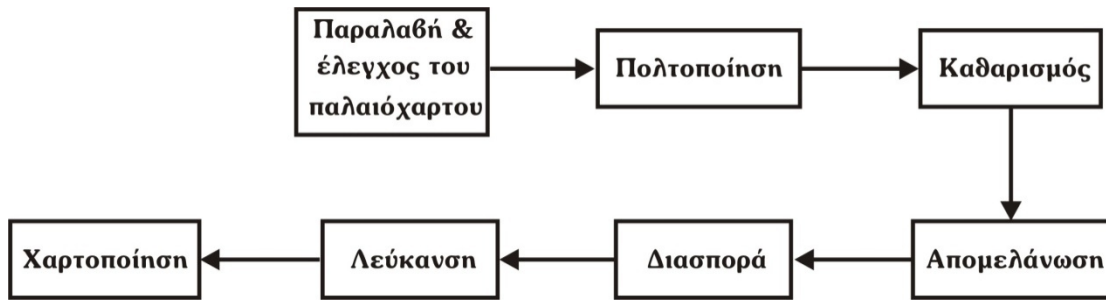 Παραλαβή &
έλεγχος του
παλαιόχαρτου
Πολτοποίηση
Καθαρισμός
Απομελάνωση
Διασπορά
Λεύκανση
Χαρτοποίηση